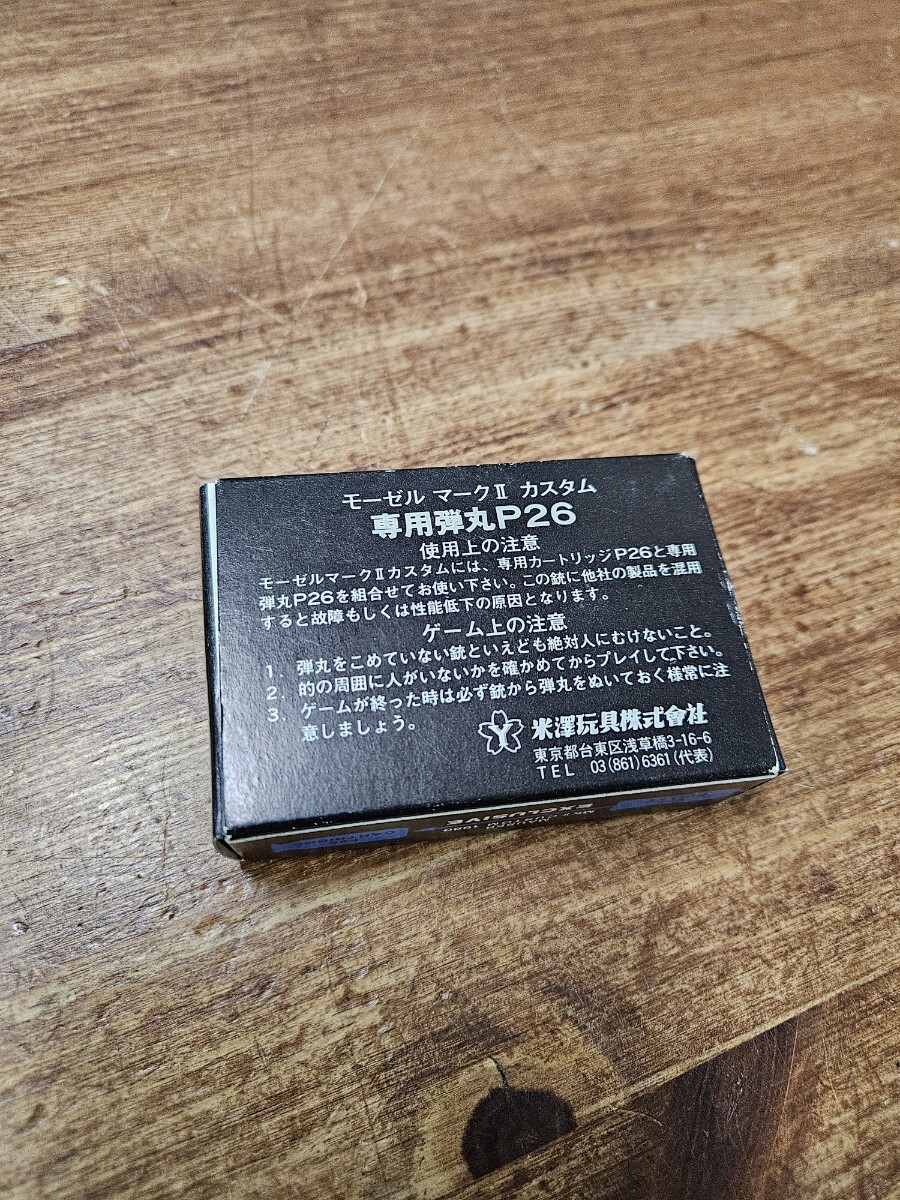 モーゼル マークⅡ カスタム
専用弾丸P26
使用上の注意
モーゼルマークⅡカスタムには、専用カートリッジP26と専用
弾丸P26を組合せてお使い下さい。この銃に他社の製品を混用
すると故障もしくは性能低下の原因となります。
ゲーム上の注意
1. 弾丸をこめていない銃といえども絶対人にむけないこと。
2. 的の周囲に人がいないかを確かめてからプレイして下さい。
3. ゲームが終った時は必ず銃から弾丸をぬいておく様常に注
意しましょう。
Y 米澤玩具株式會社
東京都台東区浅草橋3-16-6
TEL 03(861)6361(代表)
EXCLUSIVE